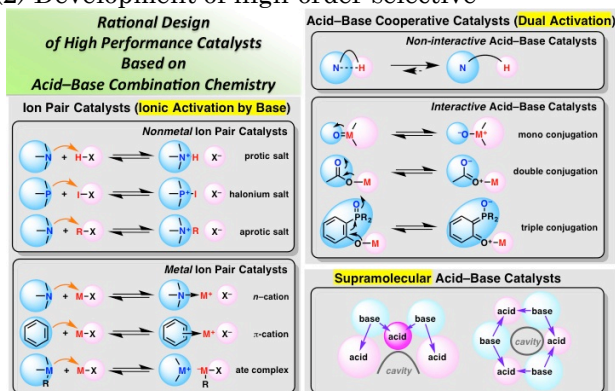 (2) Development of high-order selective
Rational Design
of High Performance Catalysts
Based on
Acid–Base Combination Chemistry
Ion Pair Catalysts (Ionic Activation by Base)
Nonmetal Ion Pair Catalysts
N + H–X N⁺ H X⁻ protic salt
P + I–X P⁺–I X⁻ halonium salt
N + R–X N⁺R X⁻ aprotic salt
Metal Ion Pair Catalysts
N + M–X N M⁺ X⁻ n–cation
+ M–X M⁺ X⁻ π-cation
M R + M–X M⁺ ⁻M–X R ate complex
Acid–Base Cooperative Catalysts (Dual Activation)
Non-interactive Acid–Base Catalysts
N H N H
Interactive Acid–Base Catalysts
O=M ⁻O–M⁺ mono conjugation
O O–M O⁻ O⁺–M double conjugation
O PR₂ O–M O⁻ PR₂ O⁺–M triple conjugation
Supramolecular Acid–Base Catalysts
base base acid acid acid cavity
acid base base cavity acid acid base